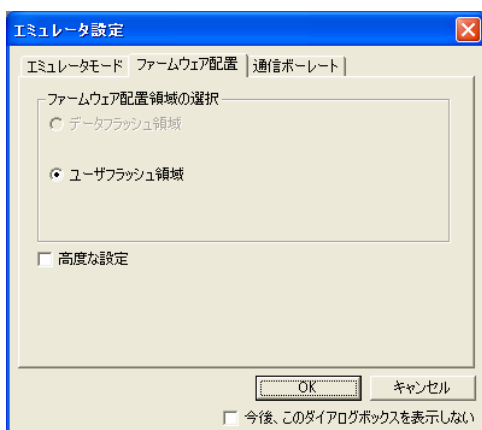 エミュレータ設定
エミュレータモード ファームウェア配置 通信ボーレート
ファームウェア配置領域の選択
データフラッシュ領域
ユーザフラッシュ領域
高度な設定
OK キャンセル
今後、このダイアログボックスを表示しない